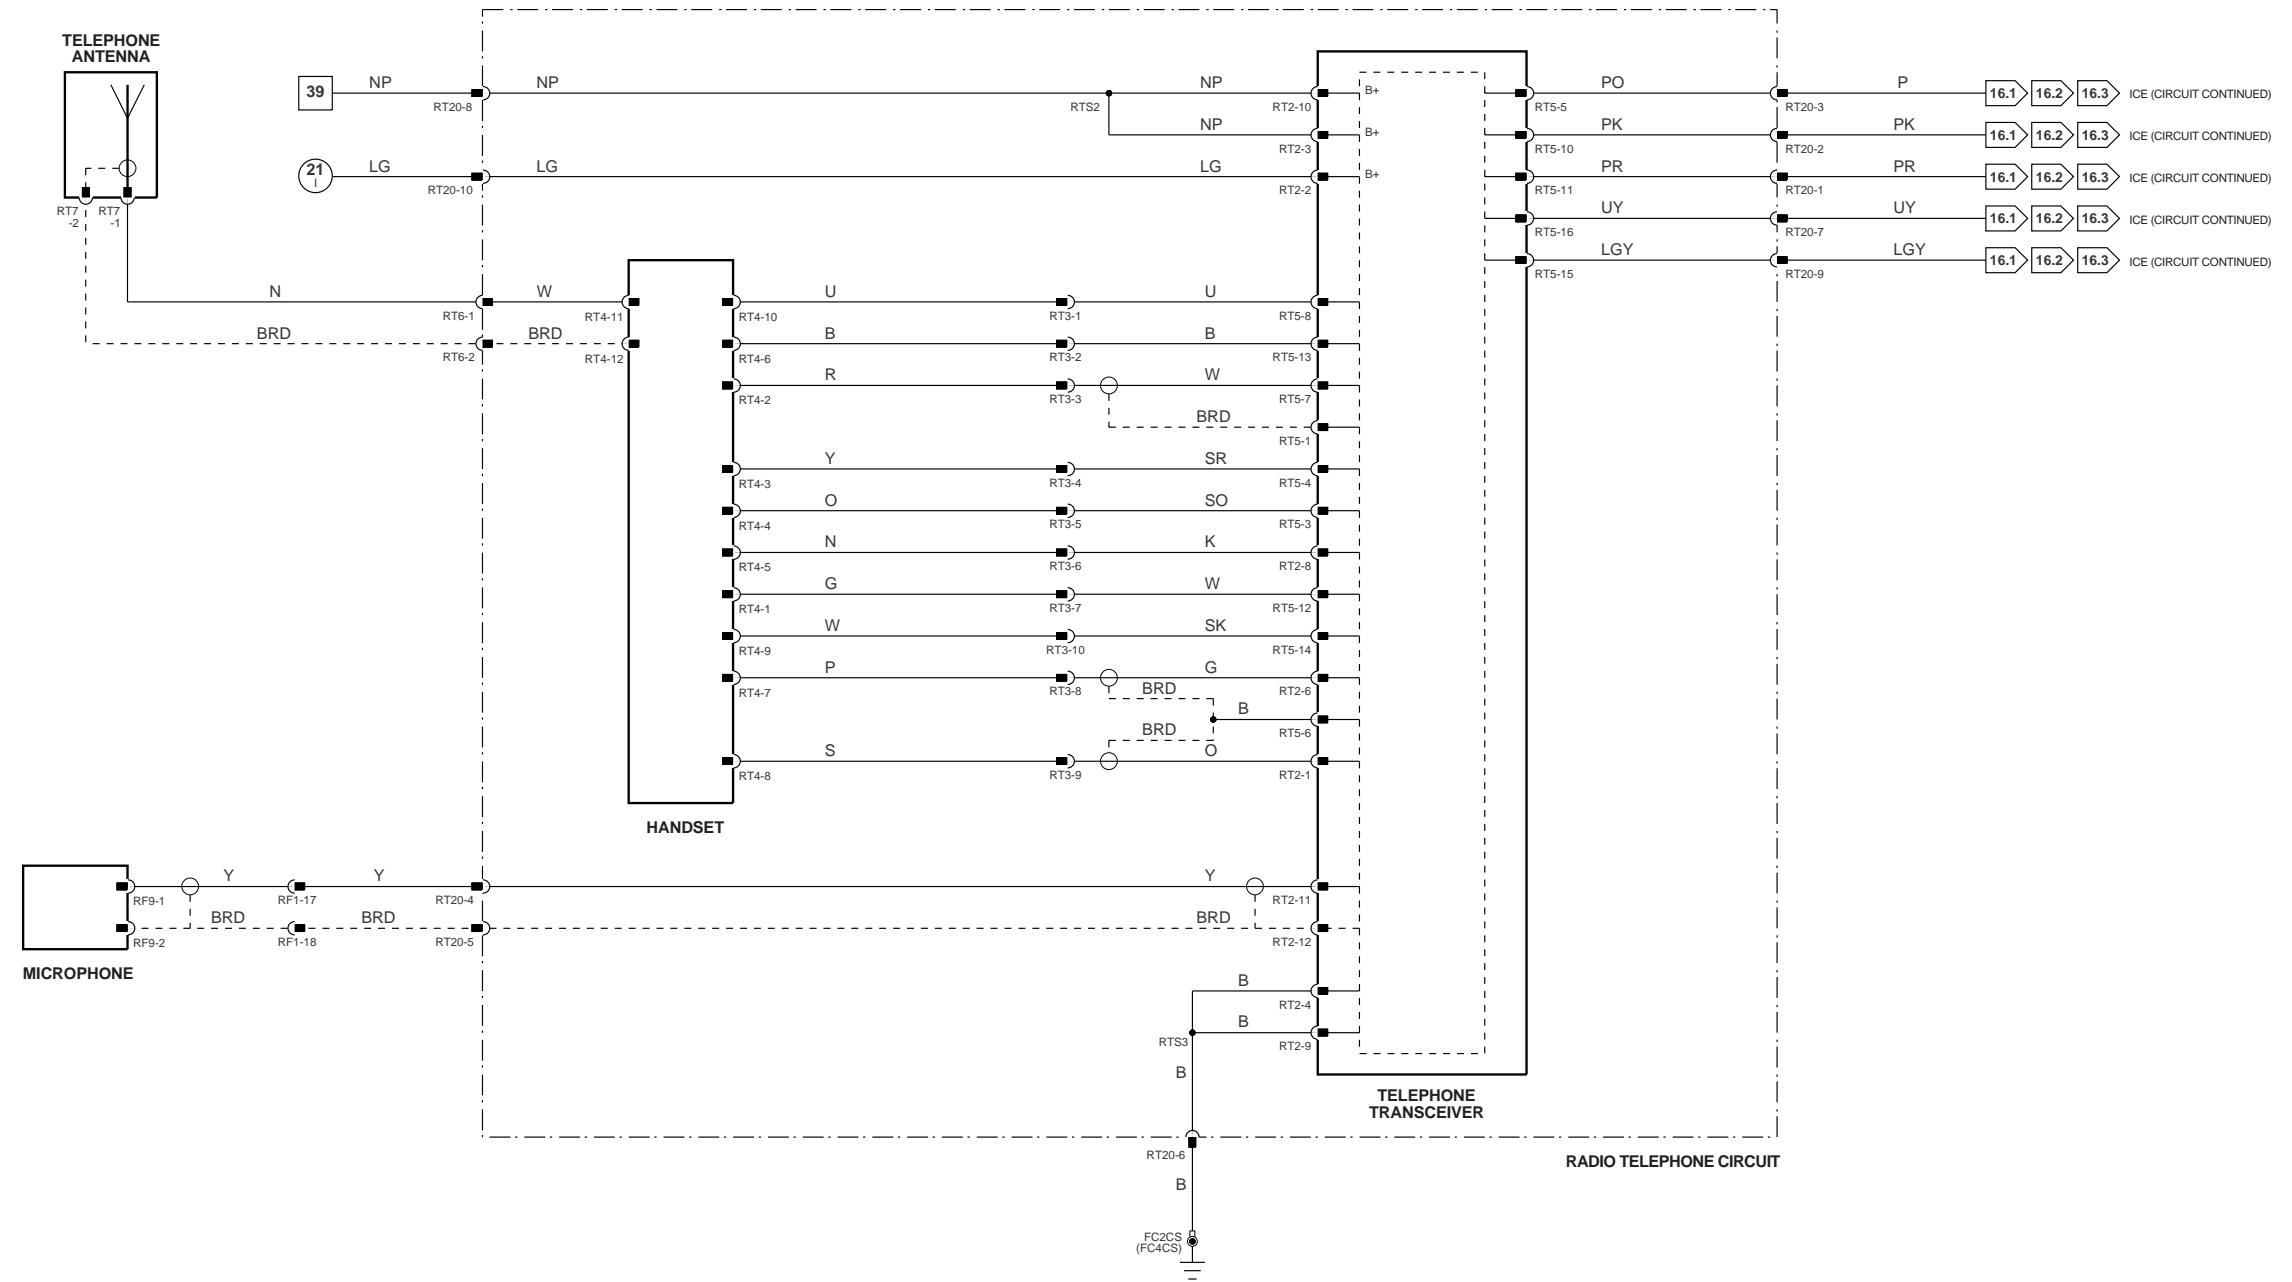 TELEPHONE
ANTENNA
39
NP
RT20-8
NP
RTS2
NP
RT2-10
B+
RT5-5
PO
RT20-3
P
16.1 16.2 16.3 ICE (CIRCUIT CONTINUED)
NP
RT2-3
B+
RT5-10
PK
RT20-2
PK
16.1 16.2 16.3 ICE (CIRCUIT CONTINUED)
21
I
LG
RT20-10
LG
LG
RT2-2
B+
RT5-11
PR
RT20-1
PR
16.1 16.2 16.3 ICE (CIRCUIT CONTINUED)
RT7
-2
RT7
-1
RT5-16
UY
RT20-7
UY
16.1 16.2 16.3 ICE (CIRCUIT CONTINUED)
RT5-15
LGY
RT20-9
LGY
16.1 16.2 16.3 ICE (CIRCUIT CONTINUED)
N
RT6-1
W
RT4-11
RT4-10
U
RT3-1
U
RT5-8
BRD
RT6-2
BRD
RT4-12
RT4-6
B
RT3-2
B
RT5-13
RT4-2
R
RT3-3
W
RT5-7
BRD
RT5-1
RT4-3
Y
RT3-4
SR
RT5-4
RT4-4
O
RT3-5
SO
RT5-3
RT4-5
N
RT3-6
K
RT2-8
RT4-1
G
RT3-7
W
RT5-12
RT4-9
W
RT3-10
SK
RT5-14
RT4-7
P
RT3-8
G
RT2-6
BRD
B
RT5-6
BRD
RT4-8
S
RT3-9
O
RT2-1
HANDSET
RF9-1
Y
RF1-17
Y
RT20-4
Y
RT2-11
RF9-2
BRD
RF1-18
BRD
RT20-5
BRD
RT2-12
MICROPHONE
B
RT2-4
RTS3
B
RT2-9
B
TELEPHONE
TRANSCEIVER
RT20-6
RADIO TELEPHONE CIRCUIT
B
FC2CS
(FC4CS)